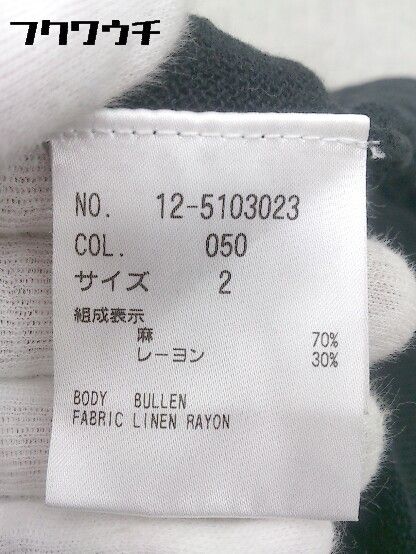 フクワウチ
NO. 12-5103023
COL. 050
サイズ 2
組成表示
麻 70%
レーヨン 30%
BODY BULLEN
FABRIC LINEN RAYON